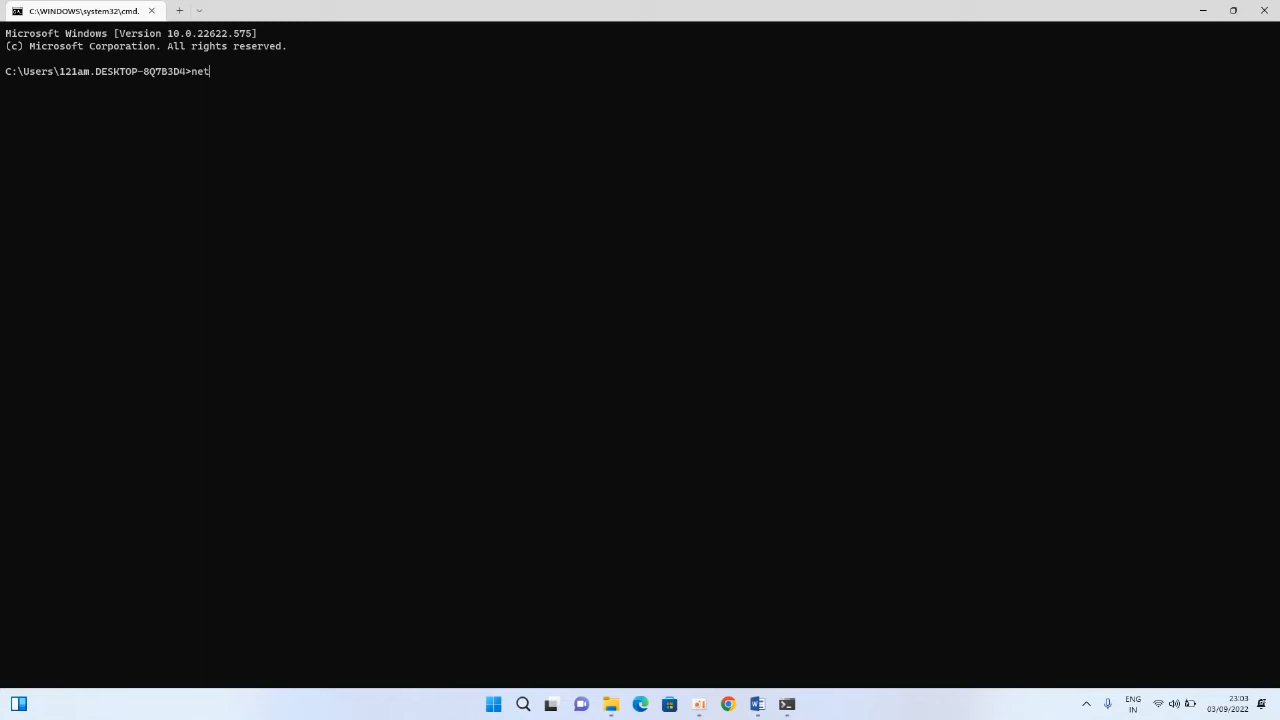 C:\WINDOWS\system32\cmd.
Microsoft Windows [Version 10.0.22622.575]
(c) Microsoft Corporation. All rights reserved.
C:\Users\121am.DESKTOP-8Q7B3D4>net
ENG
IN
23:03
03/09/2022